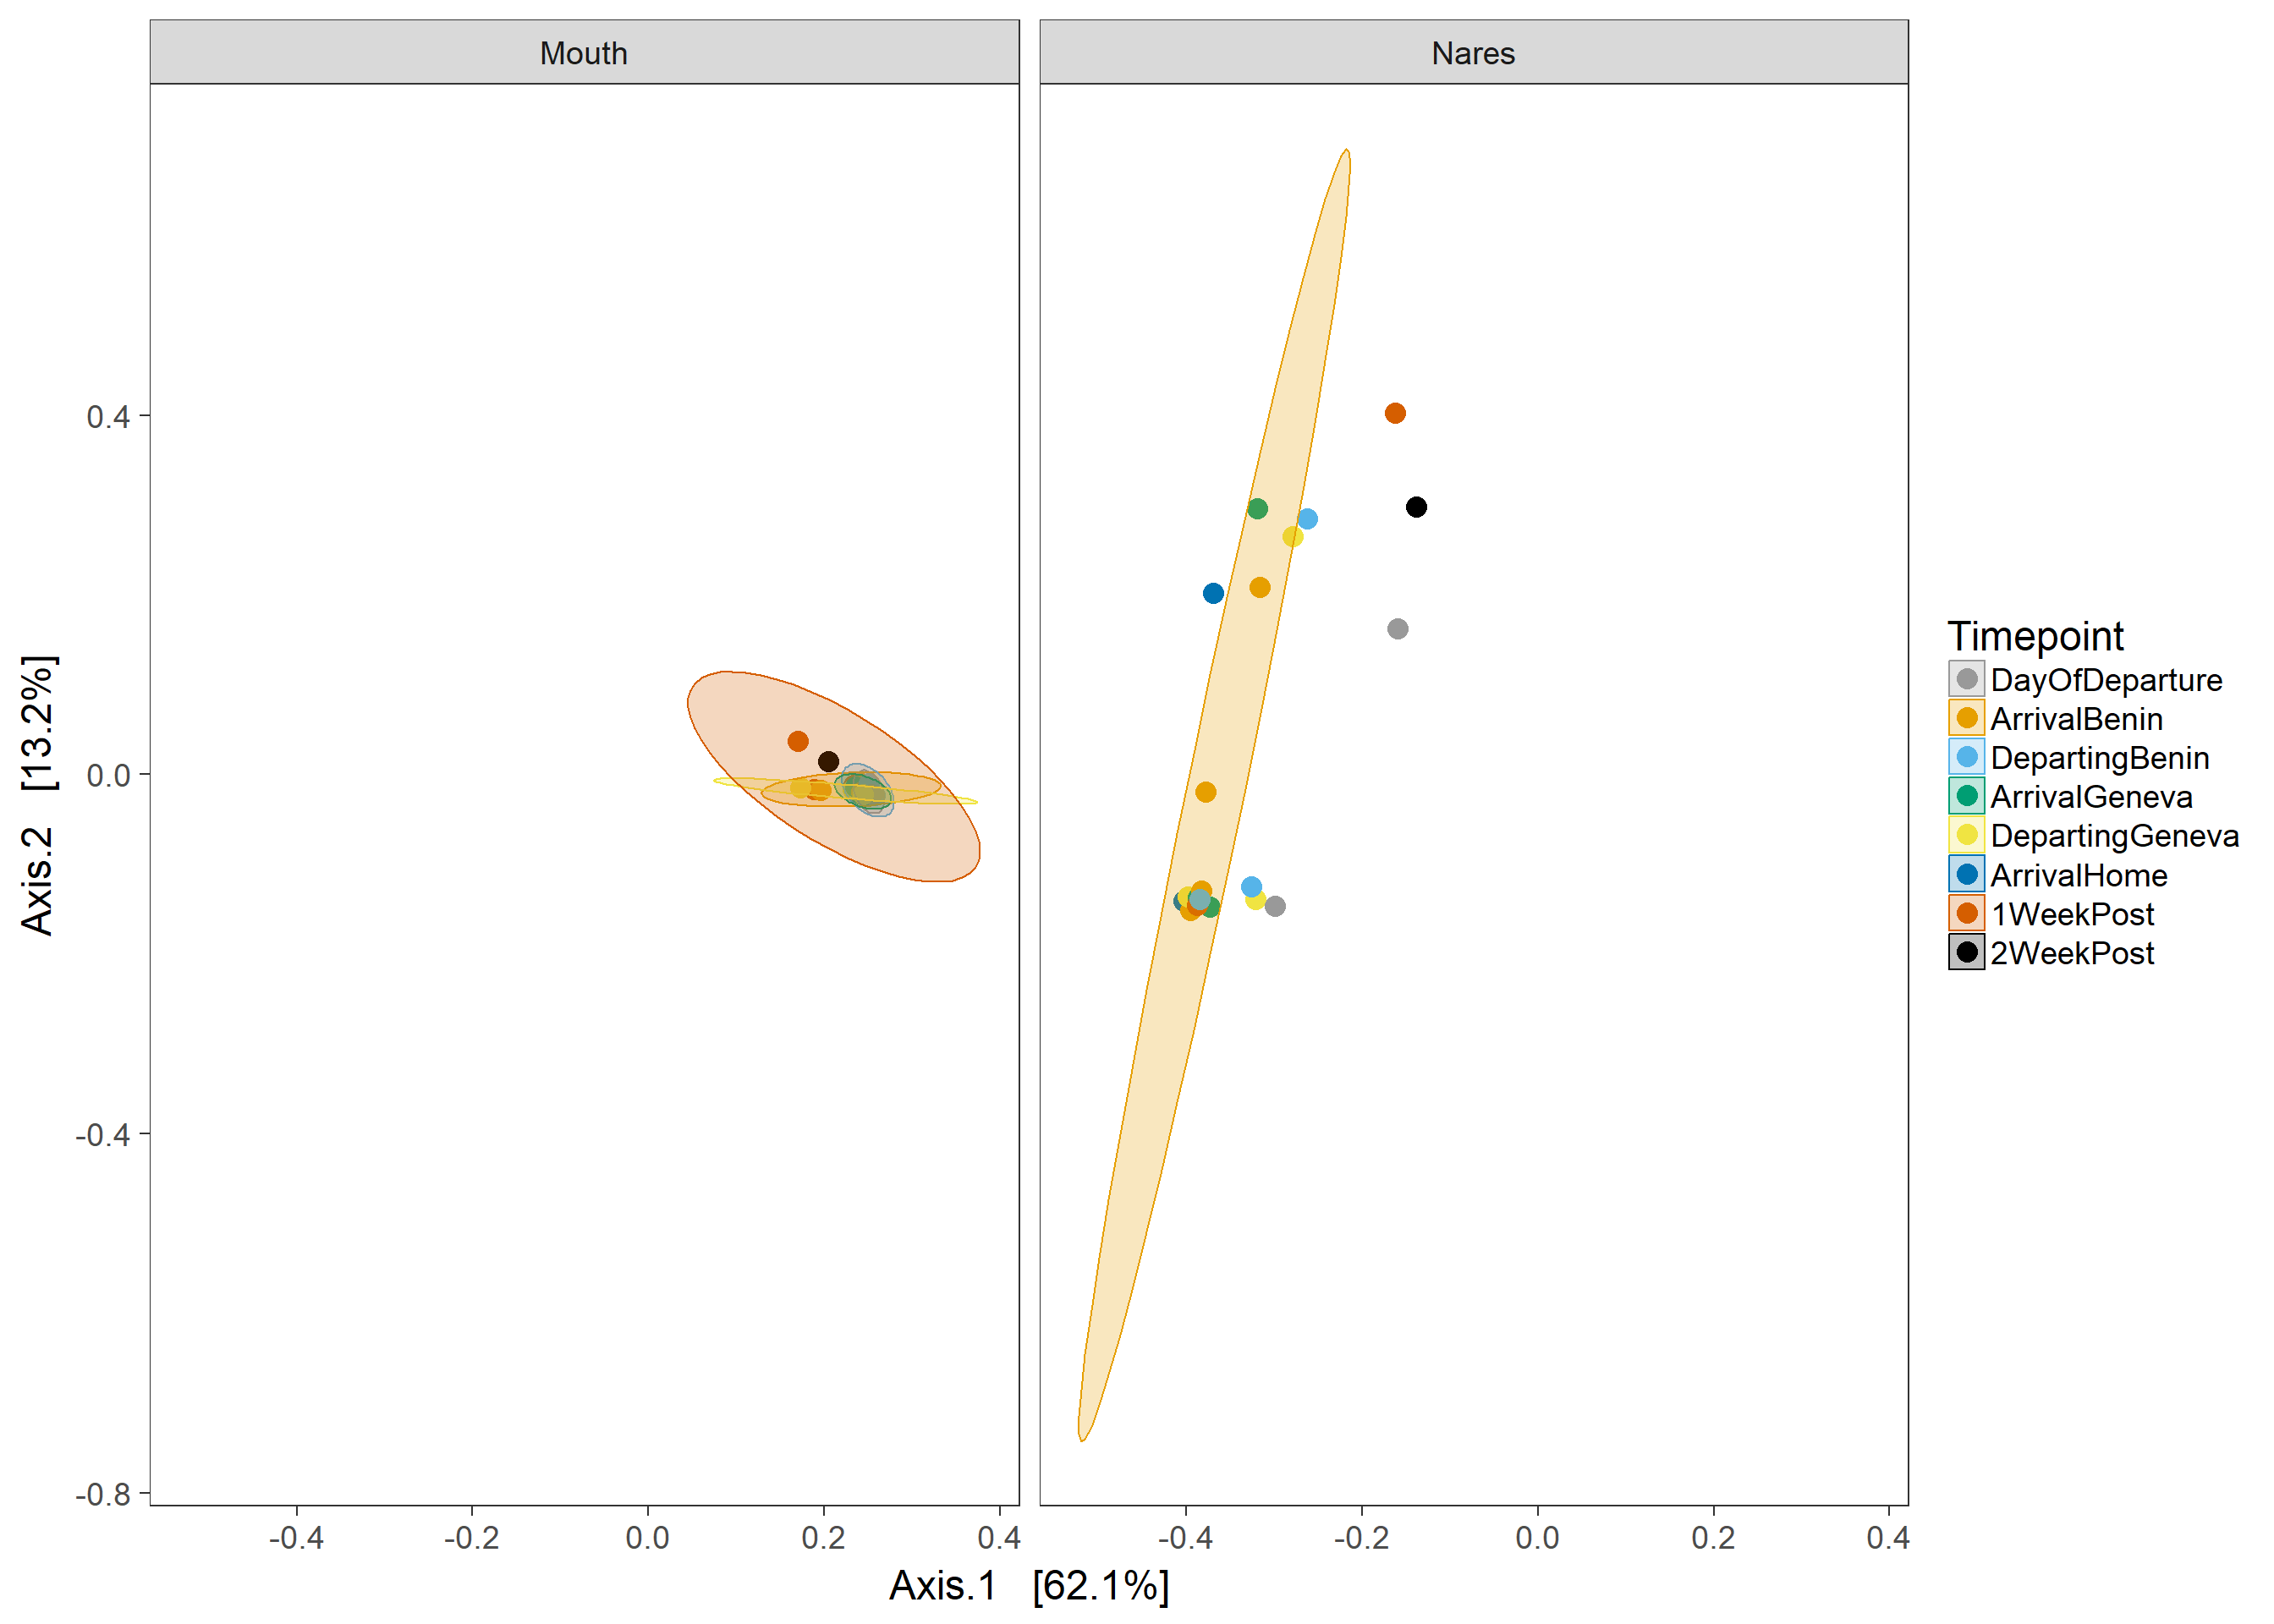 Mouth
Nares
0.4
0.0
-0.4
-0.8
Axis.2 [13.2%]
-0.4 -0.2 0.0 0.2 0.4
-0.4 -0.2 0.0 0.2 0.4
Axis.1 [62.1%]
Timepoint
DayOfDeparture
ArrivalBenin
DepartingBenin
ArrivalGeneva
DepartingGeneva
ArrivalHome
1WeekPost
2WeekPost